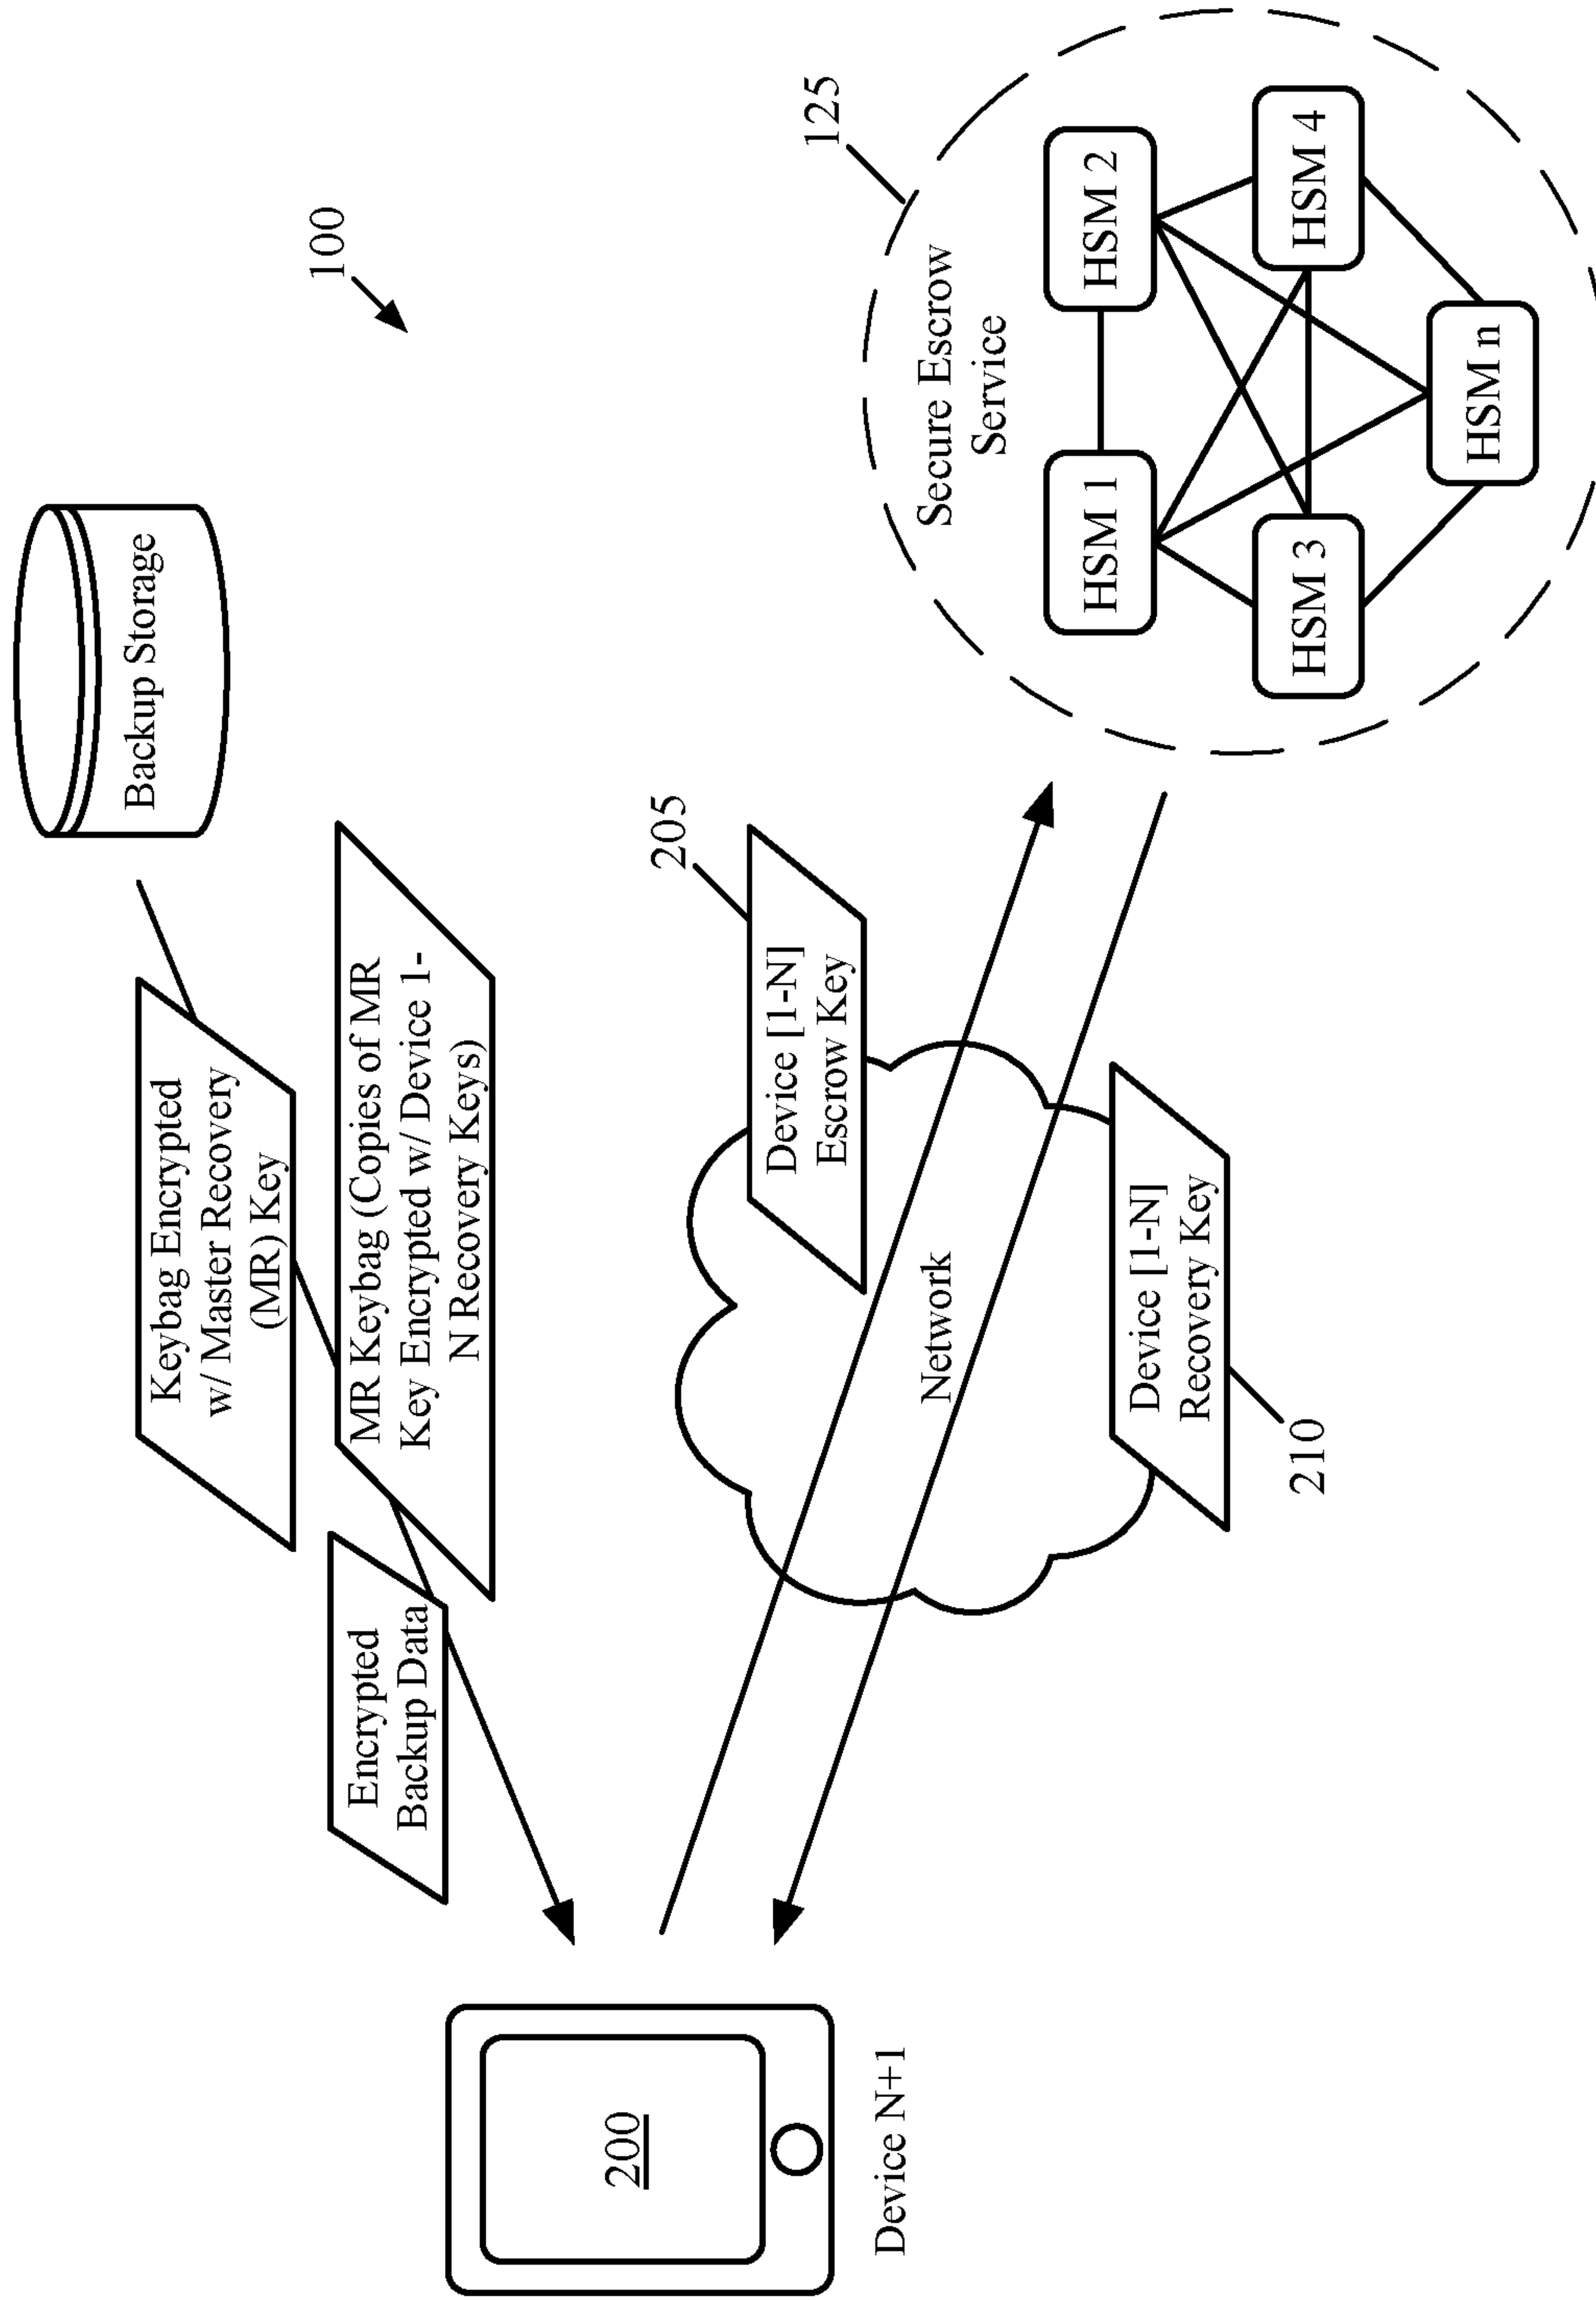 100
Backup Storage
Keybag Encrypted
w/ Master Recovery
(MR) Key
MR Keybag (Copies of MR
Key Encrypted w/ Device 1-
N Recovery Keys)
Encrypted
Backup Data
200
Device N+1
205
Device [1-N]
Escrow Key
Network
Device [1-N]
Recovery Key
210
125
Secure Escrow
Service
HSM 1
HSM 2
HSM 3
HSM 4
HSM n